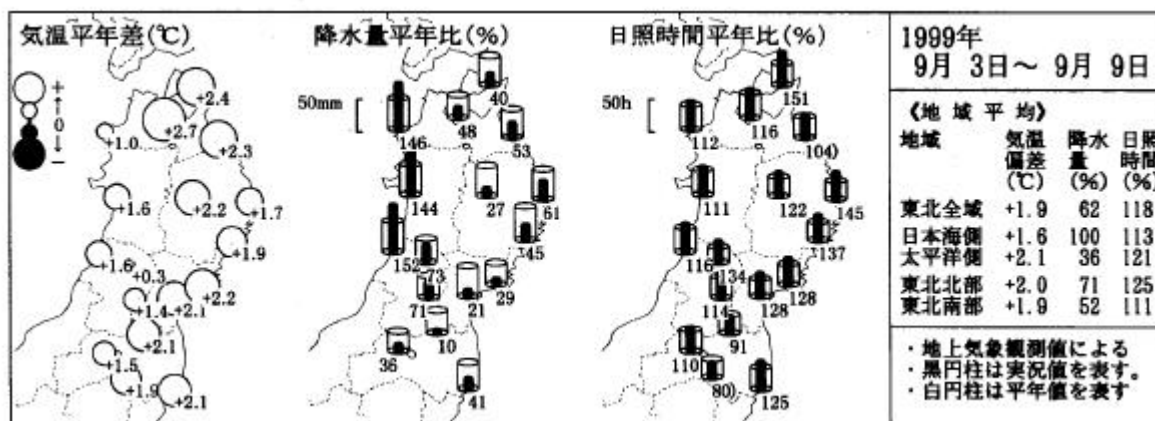 気温平年差(℃)
+
↑
0
↓
−
+2.4
+2.7
+1.0
+2.3
+1.6
+2.2
+1.7
+1.9
+1.6
+0.3
+2.2
+1.4
+2.1
+2.1
+1.5
+1.9
+2.1
降水量平年比(%)
50mm
40
48
146
53
144
27
61
45
152
73
29
71
21
10
36
41
日照時間平年比(%)
50h
151
116
112
104)
111
122
145
137
116
134
128
114
128
91
110
80)
125
1999年
9月 3日〜 9月 9日
《地 域 平 均》
地域 気温 降水 日照
偏差 量 時間
(℃) (%) (%)
東北全域 +1.9 62 118
日本海側 +1.6 100 113
太平洋側 +2.1 36 121
東北北部 +2.0 71 125
東北南部 +1.9 52 111
・地上気象観測値による
・黒円柱は実況値を表す。
・白円柱は平年値を表す